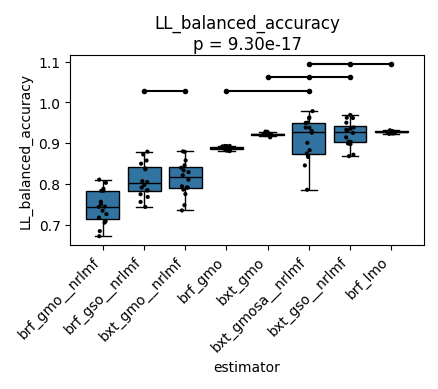 LL_balanced_accuracy
p = 9.30e-17
LL_balanced_accuracy
1.1
1.0
0.9
0.8
0.7
brf_gmo__nrlmf
brf_gso__nrlmf
bxt_gmo__nrlmf
brf_gmo
bxt_gmo
bxt_gmosa__nrlmf
bxt_gso__nrlmf
brf_lmo
estimator